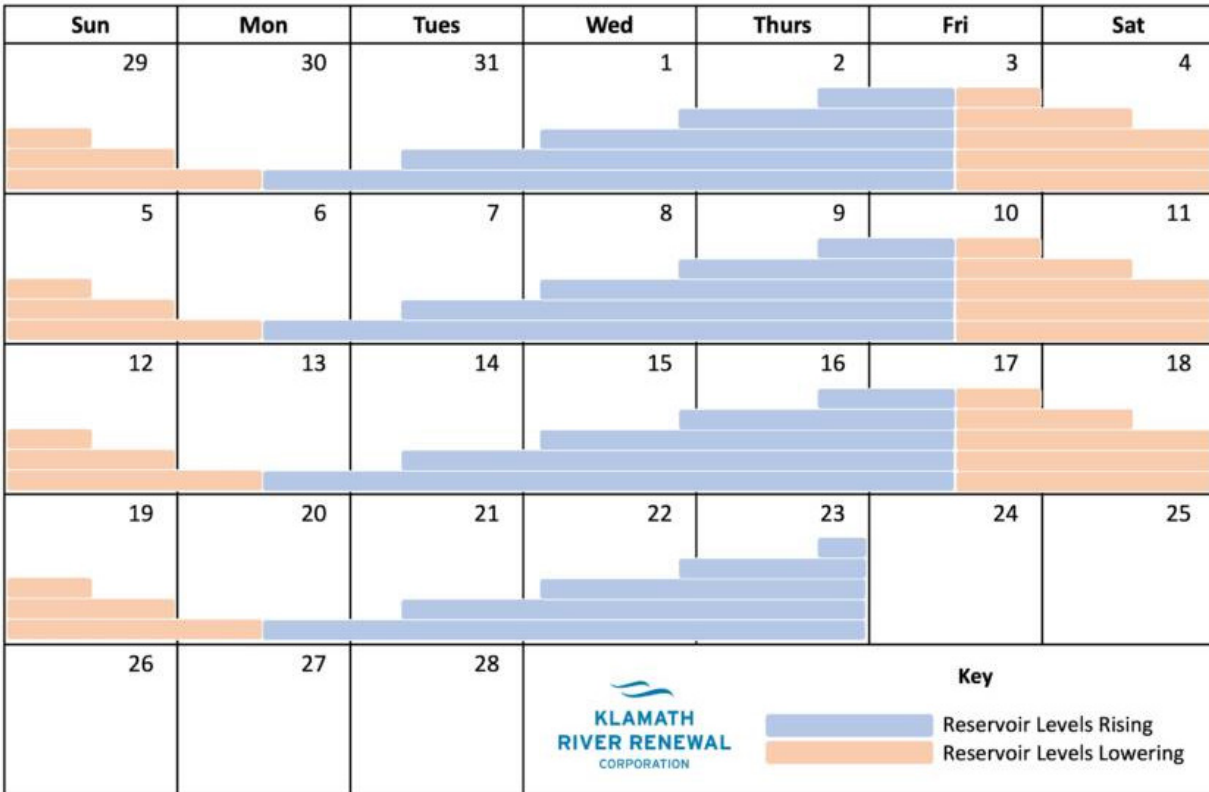 Sun Mon Tues Wed Thurs Fri Sat
29 30 31 1 2 3 4
5 6 7 8 9 10 11
12 13 14 15 16 17 18
19 20 21 22 23 24 25
26 27 28
Key
KLAMATH
RIVER RENEWAL
CORPORATION
Reservoir Levels Rising
Reservoir Levels Lowering